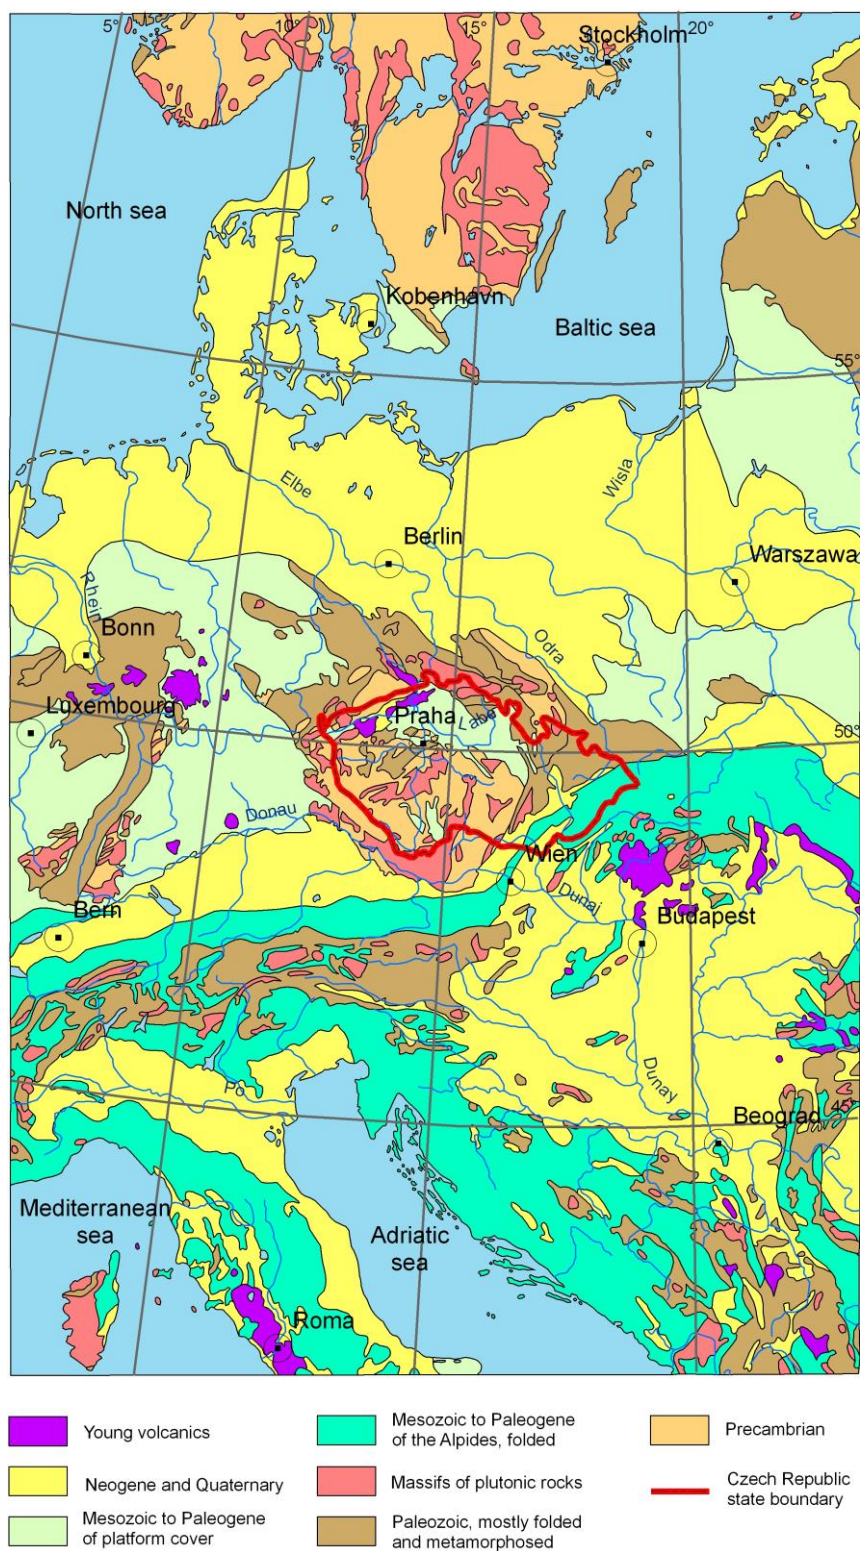 5° 10° 15° 20°
Stockholm
North sea
Kobenhavn
Baltic sea
55°
Elbe
Wisla
Berlin
Warszawa
Rhein
Bonn
Odra
Luxembourg
Praha
Labe
50°
Donau
Wien
Bern
Dunaj
Budapest
Dunav
Po
45°
Beograd
Mediterranean
sea
Adriatic
sea
Roma
Young volcanics
Neogene and Quaternary
Mesozoic to Paleogene
of platform cover
Mesozoic to Paleogene
of the Alpides, folded
Massifs of plutonic rocks
Paleozoic, mostly folded
and metamorphosed
Precambrian
Czech Republic
state boundary